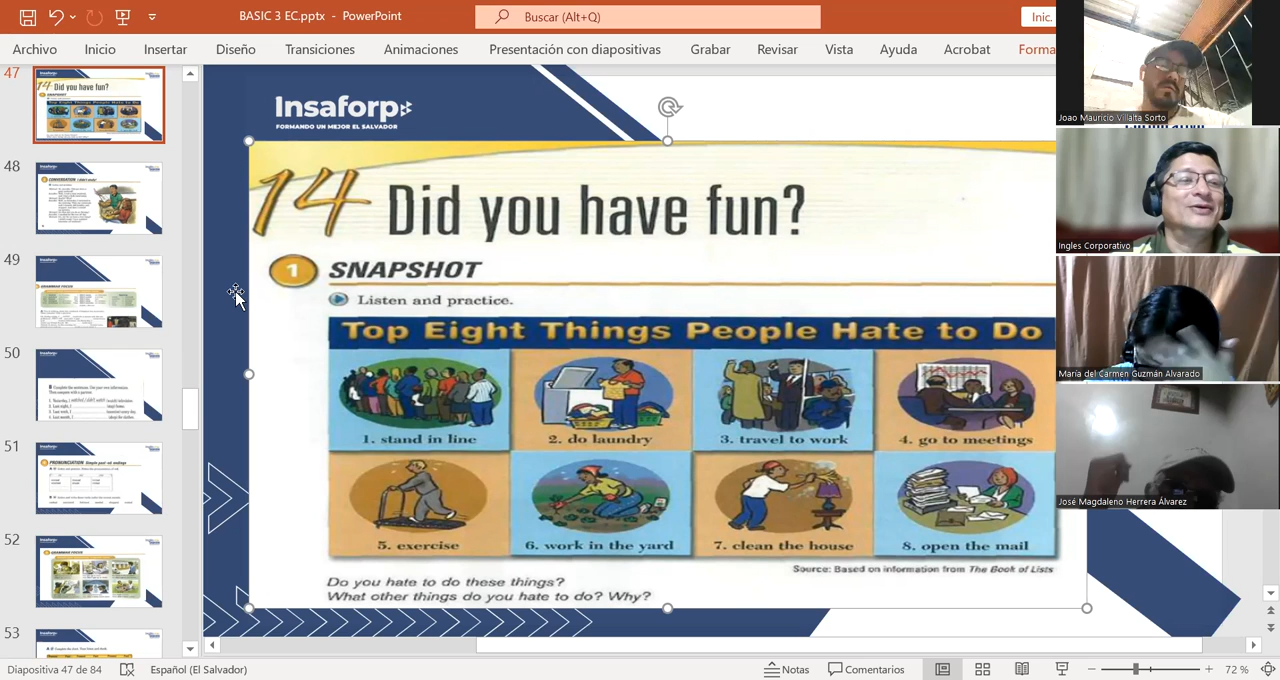 BASIC 3 EC.pptx - PowerPoint
Buscar (Alt+Q)
Inic.
Archivo Inicio Insertar Diseño Transiciones Animaciones Presentación con diapositivas Grabar Revisar Vista Ayuda Acrobat Forma
47
48
49
50
51
52
53
Insaforp
FORMANDO UN MEJOR EL SALVADOR
14 Did you have fun?
1 SNAPSHOT
Listen and practice.
Top Eight Things People Hate to Do
1. stand in line
2. do laundry
3. travel to work
4. go to meetings
5. exercise
6. work in the yard
7. clean the house
8. open the mail
Source: Based on information from The Book of Lists
Do you hate to do these things?
What other things do you hate to do? Why?
Joao Mauricio Villalta Sorto
Ingles Corporativo
María del Carmen Guzmán Alvarado
José Magdaleno Herrera Álvarez
Diapositiva 47 de 84
Español (El Salvador)
Notas
Comentarios
72 %